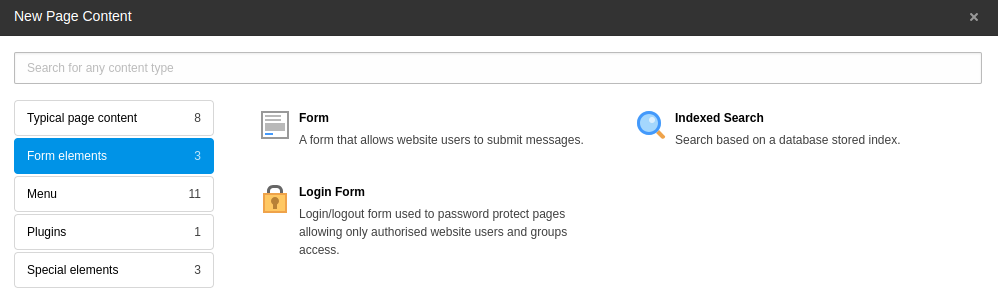 New Page Content
×
Search for any content type
Typical page content 8
Form elements 3
Menu 11
Plugins 1
Special elements 3
Form
A form that allows website users to submit messages.
Indexed Search
Search based on a database stored index.
Login Form
Login/logout form used to password protect pages
allowing only authorised website users and groups
access.